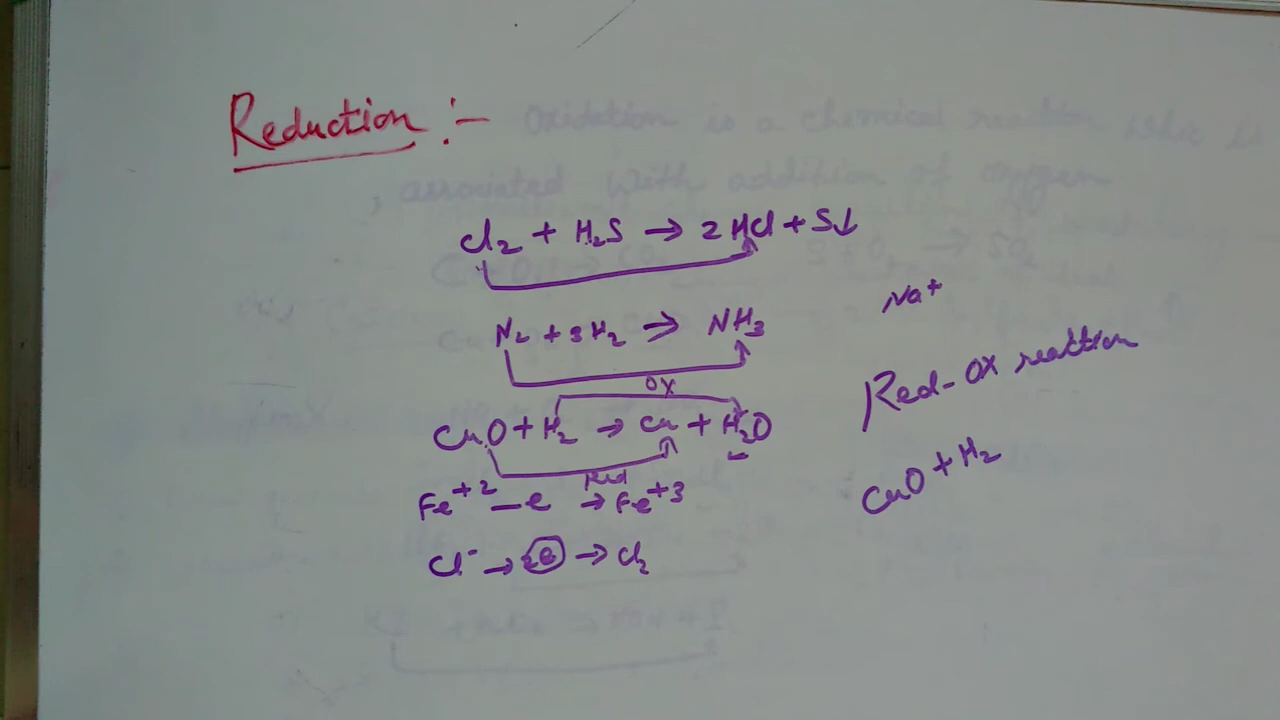 Reduction :-
Cl₂ + H₂S → 2HCl + S↓
N₂ + 3H₂ → NH₃
Na⁺
OX
Red-OX reaction
CuO + H₂ → Cu + H₂O
Red
CuO + H₂
Fe⁺² — e → Fe⁺³
Cl⁻ → → Cl₂